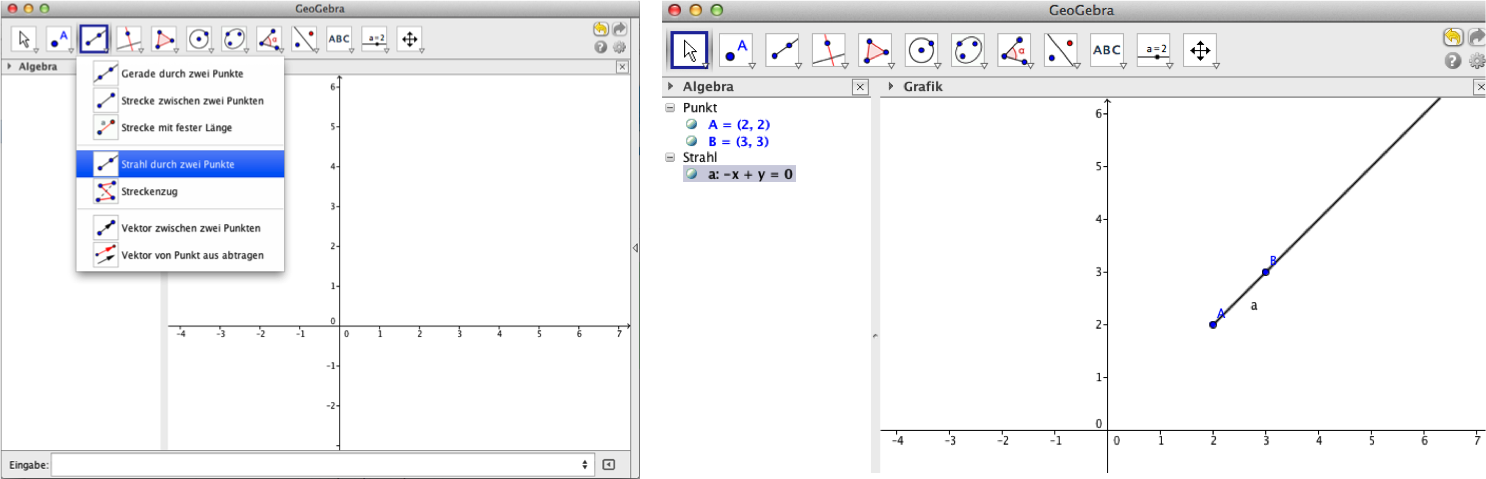 GeoGebra
A
α
ABC
a=2
Algebra
Gerade durch zwei Punkte
Strecke zwischen zwei Punkten
a
Strecke mit fester Länge
Strahl durch zwei Punkte
Streckenzug
Vektor zwischen zwei Punkten
Vektor von Punkt aus abtragen
6
5
4
3
2
1
0
-4 -3 -2 -1 0 1 2 3 4 5 6 7
-1
-2
Eingabe:
GeoGebra
A
α
ABC
a=2
?
Algebra
Grafik
Punkt
A = (2, 2)
B = (3, 3)
Strahl
a: -x + y = 0
6
5
4
B
3
A
a
2
1
0
-4 -3 -2 -1 0 1 2 3 4 5 6 7